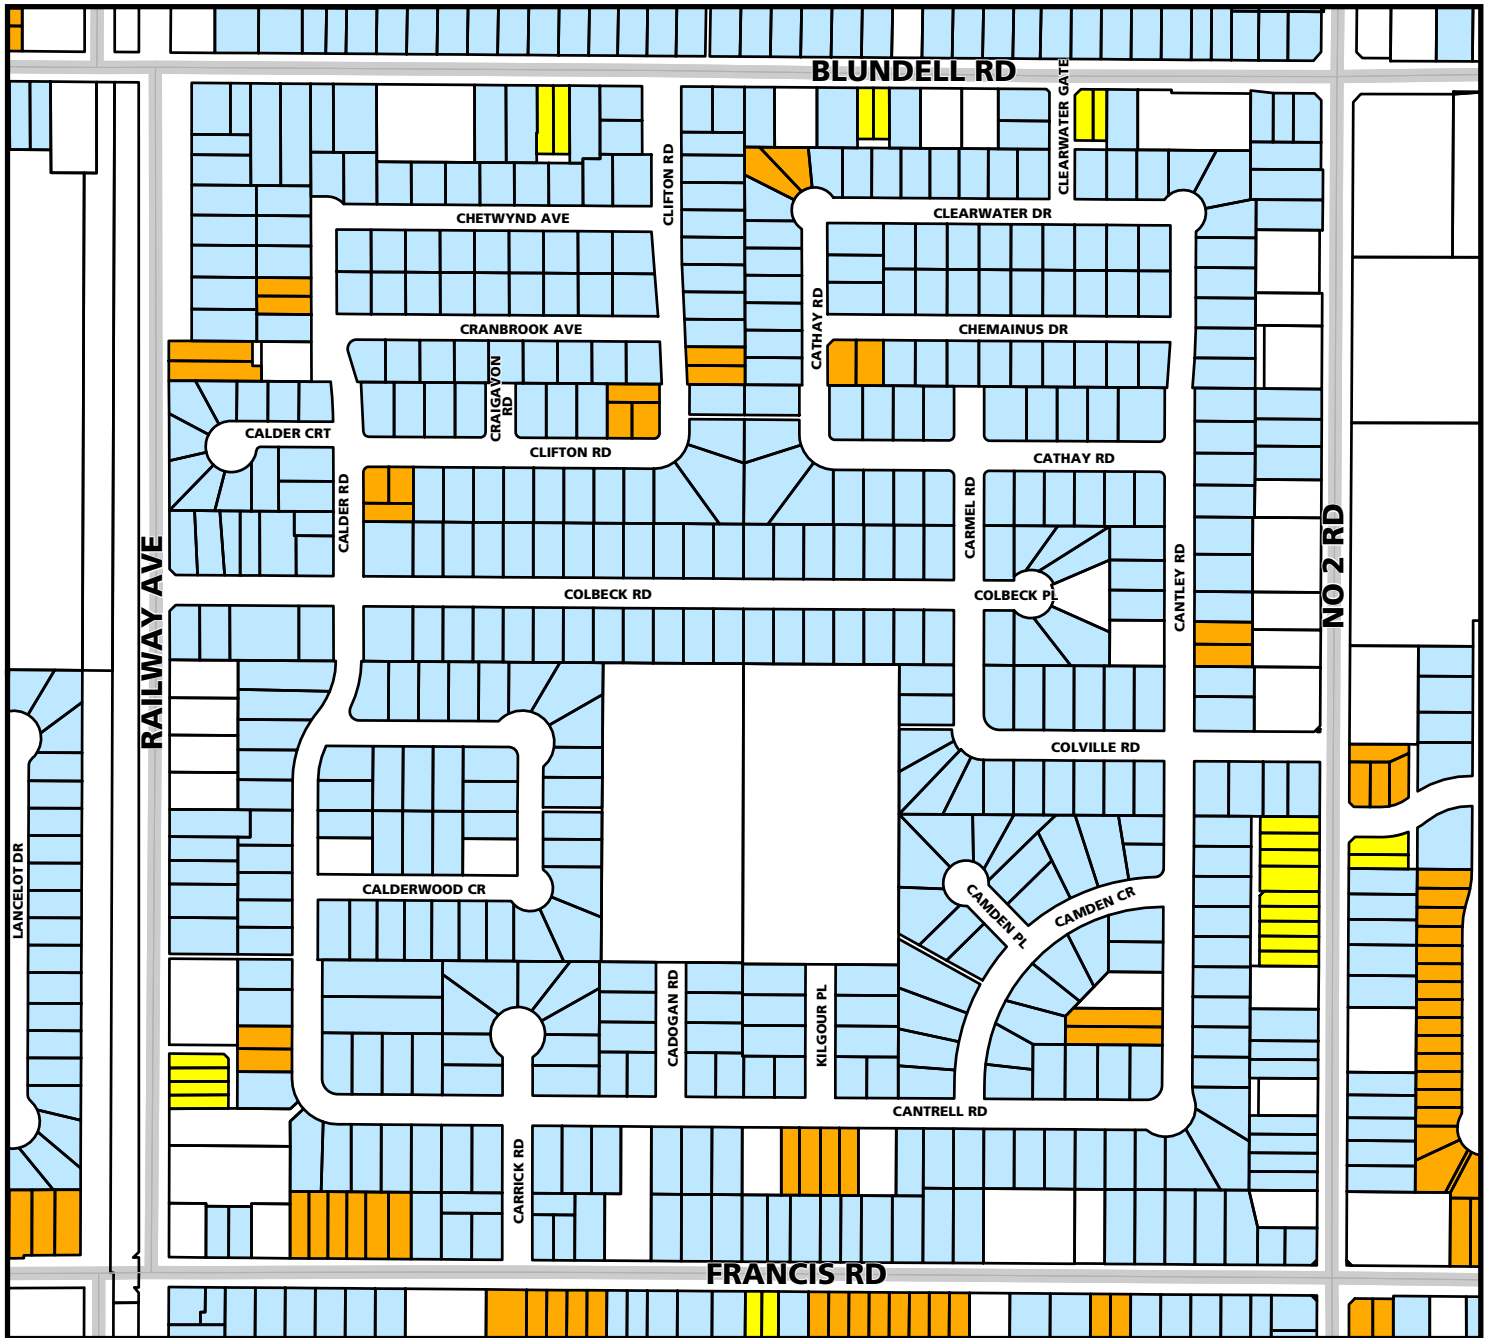 BLUNDELL RD
CLEARWATER GATE
CLIFTON RD
CHETWYND AVE
CLEARWATER DR
CATHAY RD
CRANBROOK AVE
CHEMAINUS DR
CRAIGAVON
RD
CALDER CRT
CLIFTON RD
CATHAY RD
CALDER RD
CARMEL RD
RAILWAY AVE
NO 2 RD
CANTLEY RD
COLBECK RD
COLBECK PL
COLVILLE RD
LANCELOT DR
CALDERWOOD CR
CAMDEN PL
CAMDEN CR
CADOGAN RD
KILGOUR PL
CANTRELL RD
CARRICK RD
FRANCIS RD